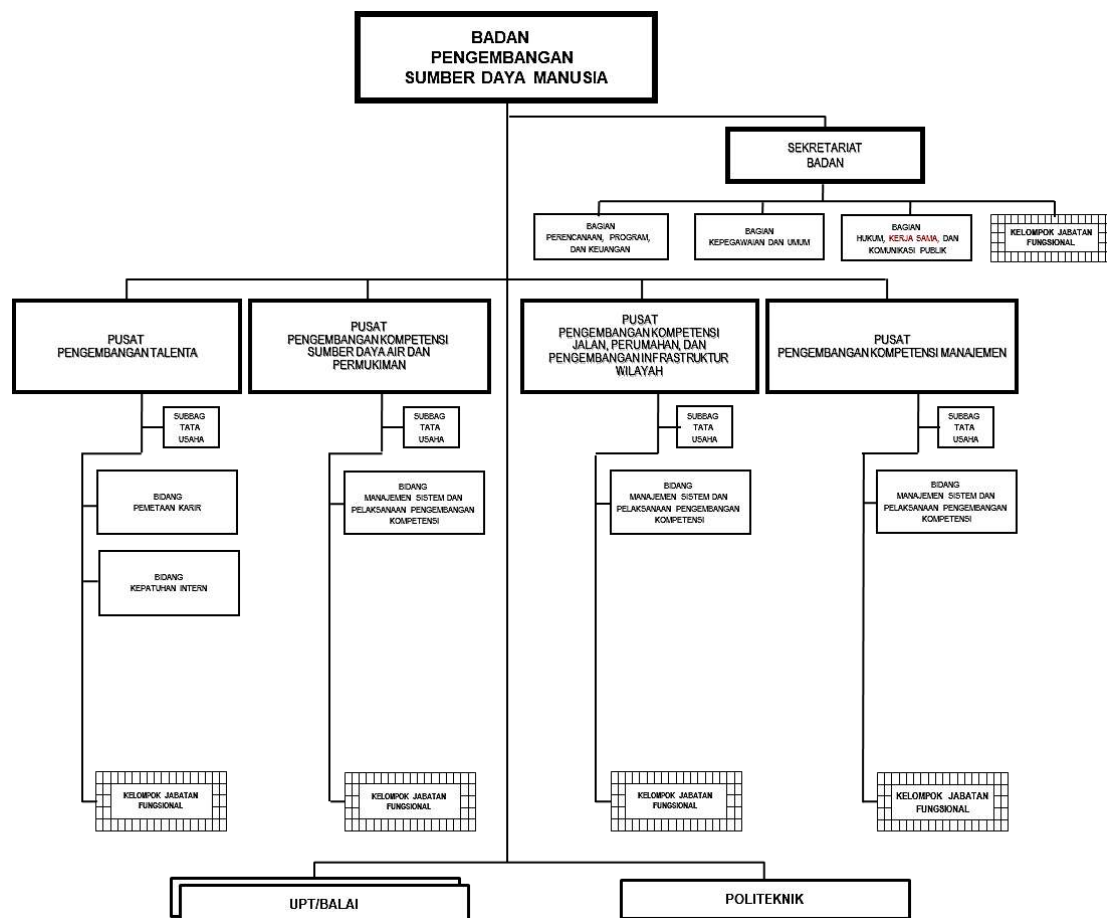 BADAN
PENGEMBANGAN
SUMBER DAYA MANUSIA
SEKRETARIAT
BADAN
BAGIAN
PERENCANAAN, PROGRAM,
DAN KEUANGAN
BAGIAN
KEPEGAWAIAN DAN UMUM
BAGIAN
HUKUM, KERJA SAMA, DAN
KOMUNIKASI PUBLIK
KELOMPOK JABATAN
FUNGSIONAL
PUSAT
PENGEMBANGAN TALENTA
PUSAT
PENGEMBANGAN KOMPETENSI
SUMBER DAYA AIR DAN
PERMUKIMAN
PUSAT
PENGEMBANGAN KOMPETENSI
JALAN, PERUMAHAN, DAN
PENGEMBANGAN INFRASTRUKTUR
WILAYAH
PUSAT
PENGEMBANGAN KOMPETENSI MANAJEMEN
SUBBAG
TATA
USAHA
SUBBAG
TATA
USAHA
SUBBAG
TATA
USAHA
SUBBAG
TATA
USAHA
BIDANG
PEMETAAN KARIR
BIDANG
MANAJEMEN SISTEM DAN
PELAKSANAAN PENGEMBANGAN
KOMPETENSI
BIDANG
MANAJEMEN SISTEM DAN
PELAKSANAAN PENGEMBANGAN
KOMPETENSI
BIDANG
MANAJEMEN SISTEM DAN
PELAKSANAAN PENGEMBANGAN
KOMPETENSI
BIDANG
KEPATUHAN INTERN
KELOMPOK JABATAN
FUNGSIONAL
KELOMPOK JABATAN
FUNGSIONAL
KELOMPOK JABATAN
FUNGSIONAL
KELOMPOK JABATAN
FUNGSIONAL
UPT/BALAI
POLITEKNIK